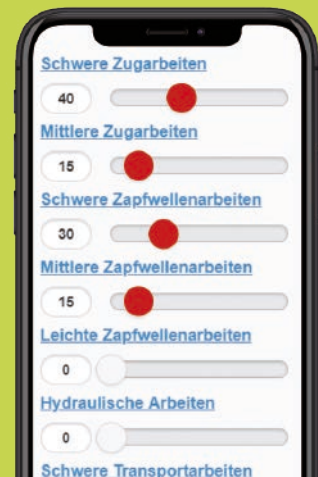 Schwere Zugarbeiten
40
Mittlere Zugarbeiten
15
Schwere Zapfwellenarbeiten
30
Mittlere Zapfwellenarbeiten
15
Leichte Zapfwellenarbeiten
0
Hydraulische Arbeiten
0
Schwere Transportarbeiten